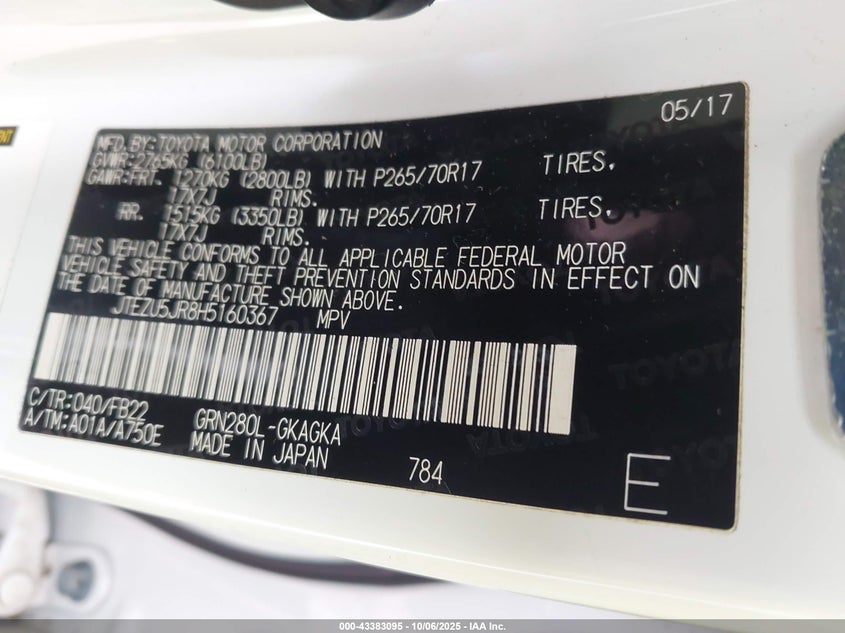 05/17
MFD.BY:TOYOTA MOTOR CORPORATION
GVWR:2765KG (6100LB)
GAWR:FRT. 1270KG (2800LB) WITH P265/70R17 TIRES,
17X7J RIMS.
RR. 1515KG (3350LB) WITH P265/70R17 TIRES,
17X7J RIMS.
THIS VEHICLE CONFORMS TO ALL APPLICABLE FEDERAL MOTOR
VEHICLE SAFETY AND THEFT PREVENTION STANDARDS IN EFFECT ON
THE DATE OF MANUFACTURE SHOWN ABOVE.
JTEZU5JR8H5160367 MPV
C/TR:040/FB22 GRN280L-GKAGKA
A/TM:A01A/A750E MADE IN JAPAN
784
E
000-43383095 - 10/06/2025 - IAA Inc.